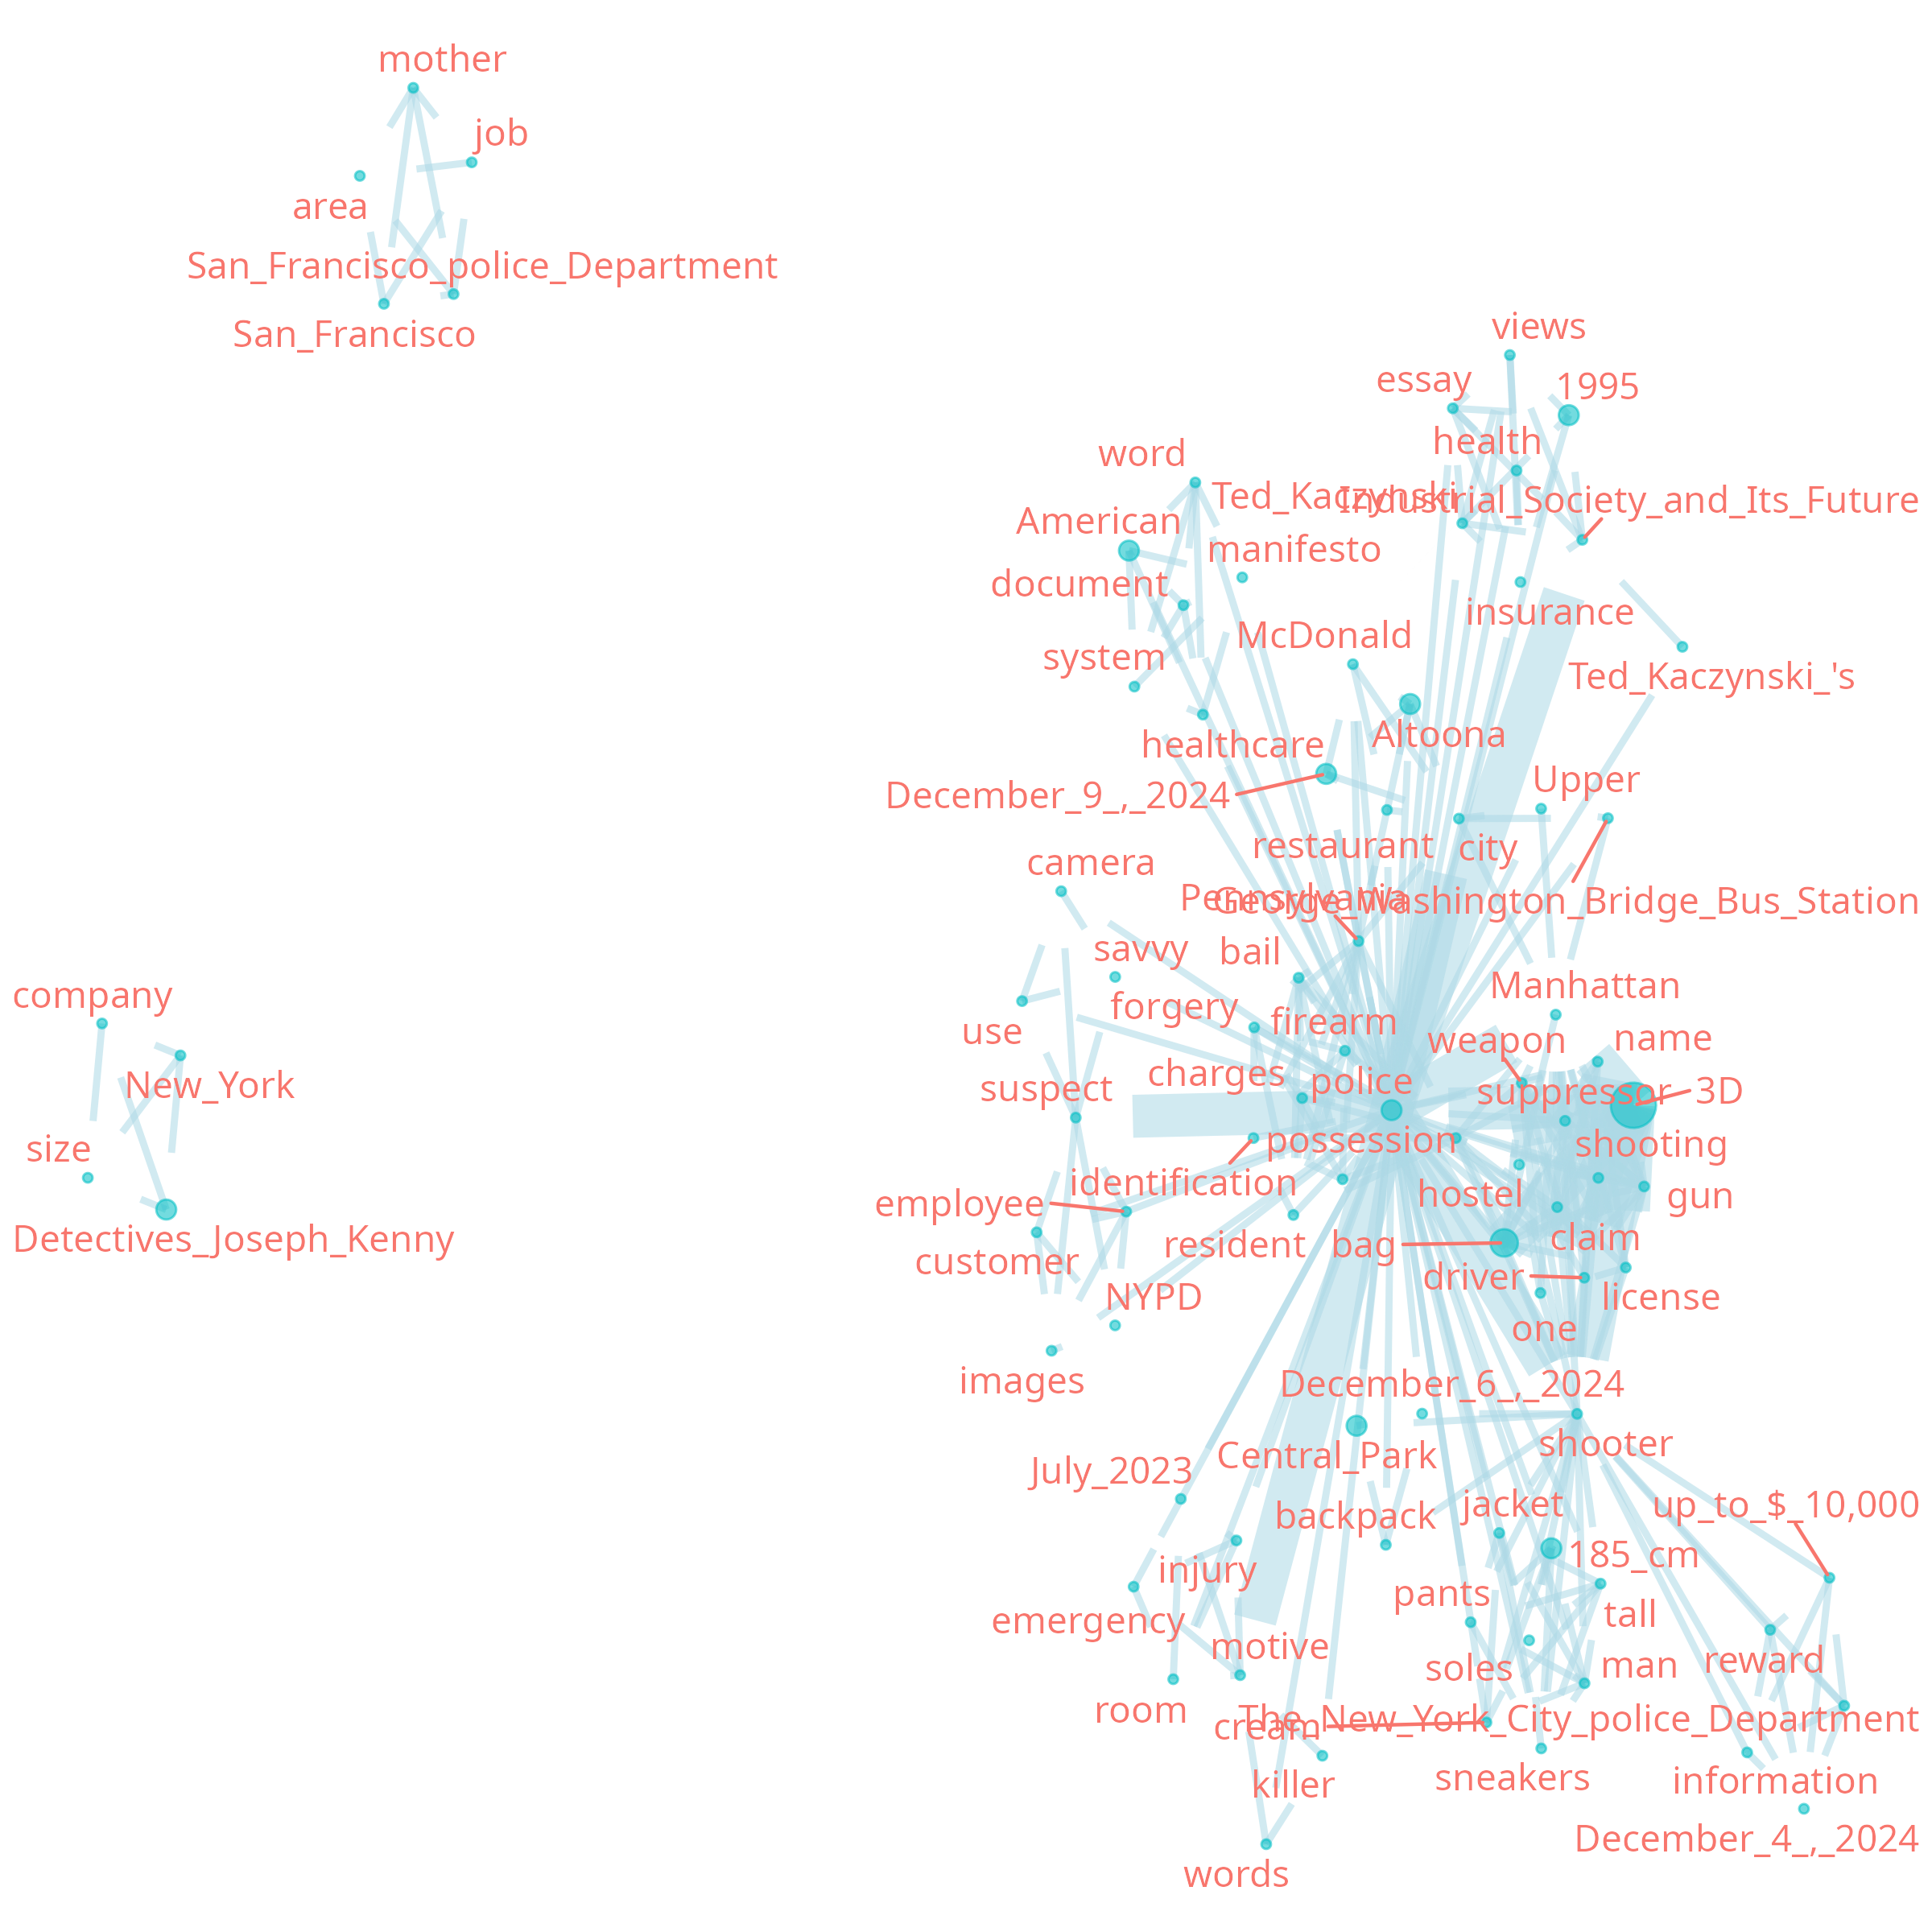 mother
job
area
San_Francisco_police_Department
San_Francisco
views
essay
1995
health
word
Ted_Kaczynski
Industrial_Society_and_Its_Future
American
manifesto
document
insurance
McDonald
system
Ted_Kaczynski_'s
Altoona
healthcare
Upper
December_9_,_2024
restaurant
city
camera
Pennsylvania
George_Washington_Bridge_Bus_Station
savvy
bail
Manhattan
company
forgery
firearm
use
weapon
name
New_York
suspect
charges
police
suppressor
3D
size
possession
shooting
identification
hostel
gun
employee
Detectives_Joseph_Kenny
customer
resident
bag
claim
driver
NYPD
license
one
images
December_6_,_2024
Central_Park
shooter
July_2023
backpack
jacket
up_to_$_10,000
injury
185_cm
pants
emergency
tall
motive
soles
man
reward
room
cream
The_New_York_City_police_Department
killer
sneakers
information
December_4_,_2024
words